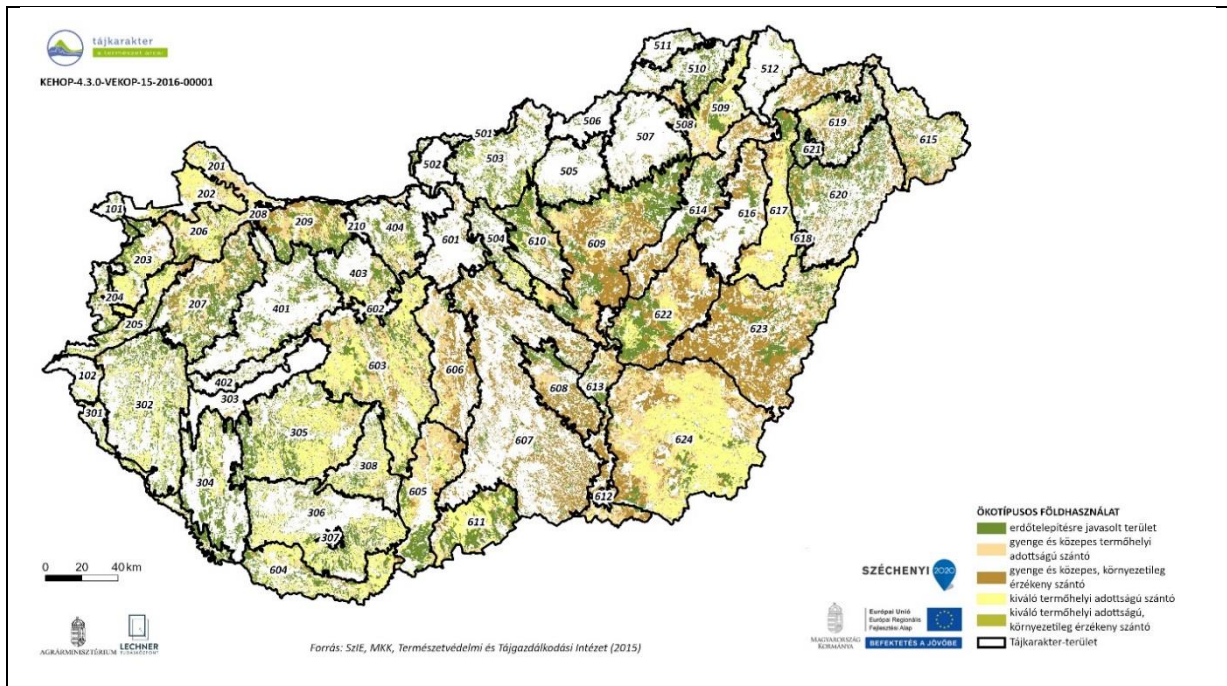 tájkarakter
a természet arcai
KEHOP-4.3.0-VEKOP-15-2016-00001
511
510
512
501
506
508
509
619
502
503
507
621
615
201
505
202
620
101
208
614
617
206
209
210
404
601
504
610
609
616
618
203
403
204
207
401
602
622
623
205
402
603
606
102
303
608
613
301
302
305
607
624
308
304
605
612
306
611
307
604
0 20 40 km
ÖKOTÍPUSOS FÖLDHASZNÁLAT
erdőtelepítésre javasolt terület
gyenge és közepes termőhelyi
adottságú szántó
gyenge és közepes, környezetileg
érzékeny szántó
kiváló termőhelyi adottságú szántó
kiváló termőhelyi adottságú,
környezetileg érzékeny szántó
Tájkarakter-terület
SZÉCHENYI 2020
Európai Unió
Európai Regionális
Fejlesztési Alap
MAGYARORSZÁG
KORMÁNYA
BEFEKTETÉS A JÖVŐBE
AGRÁRMINISZTÉRIUM
LECHNER
TUDÁSKÖZPONT
Forrás: SzIE, MKK, Természetvédelmi és Tájgazdálkodási Intézet (2015)